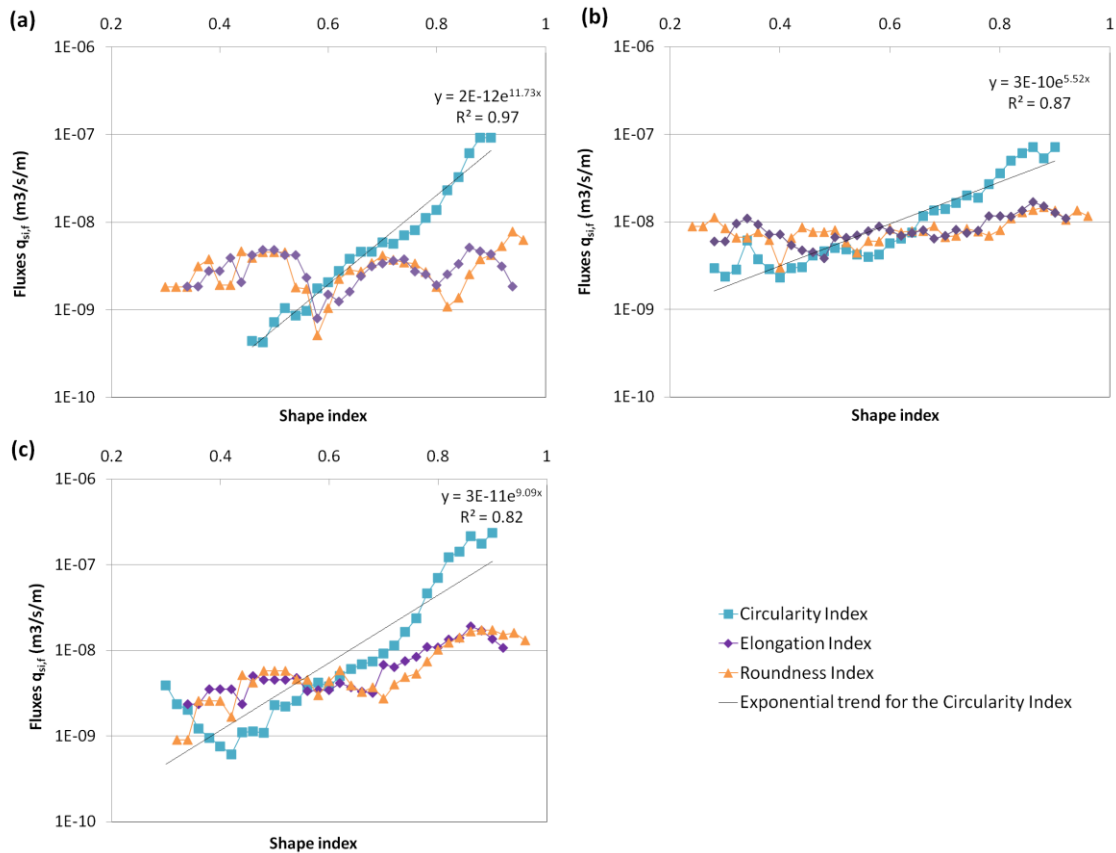 (a)
0.2 0.4 0.6 0.8 1
1E-06
1E-07
1E-08
1E-09
1E-10
Fluxes qsi,f (m3/s/m)
y = 2E-12e11.73x
R² = 0.97
Shape index
(b)
0.2 0.4 0.6 0.8 1
1E-06
1E-07
1E-08
1E-09
1E-10
Fluxes qsi,f (m3/s/m)
y = 3E-10e5.52x
R² = 0.87
Shape index
(c)
0.2 0.4 0.6 0.8 1
1E-06
1E-07
1E-08
1E-09
1E-10
Fluxes qsi,f (m3/s/m)
y = 3E-11e9.09x
R² = 0.82
Shape index
Circularity Index
Elongation Index
Roundness Index
Exponential trend for the Circularity Index